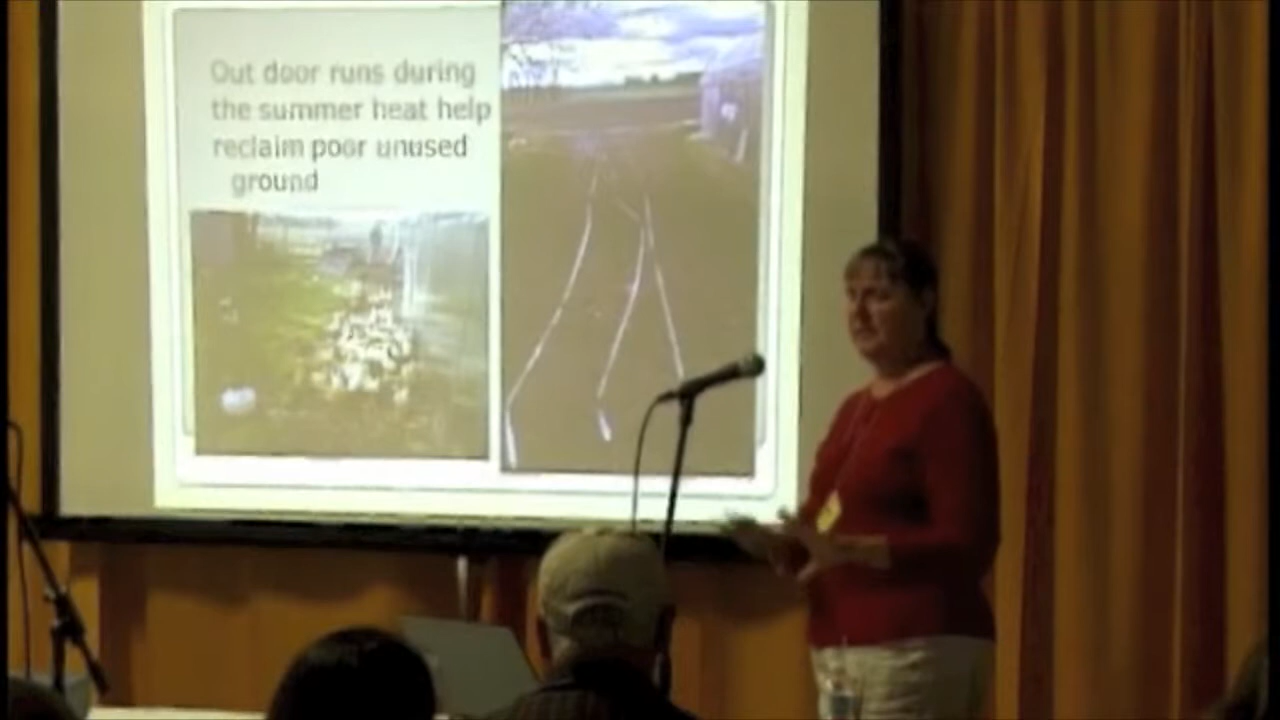 Out door runs during
the summer heat help
reclaim poor unused
ground